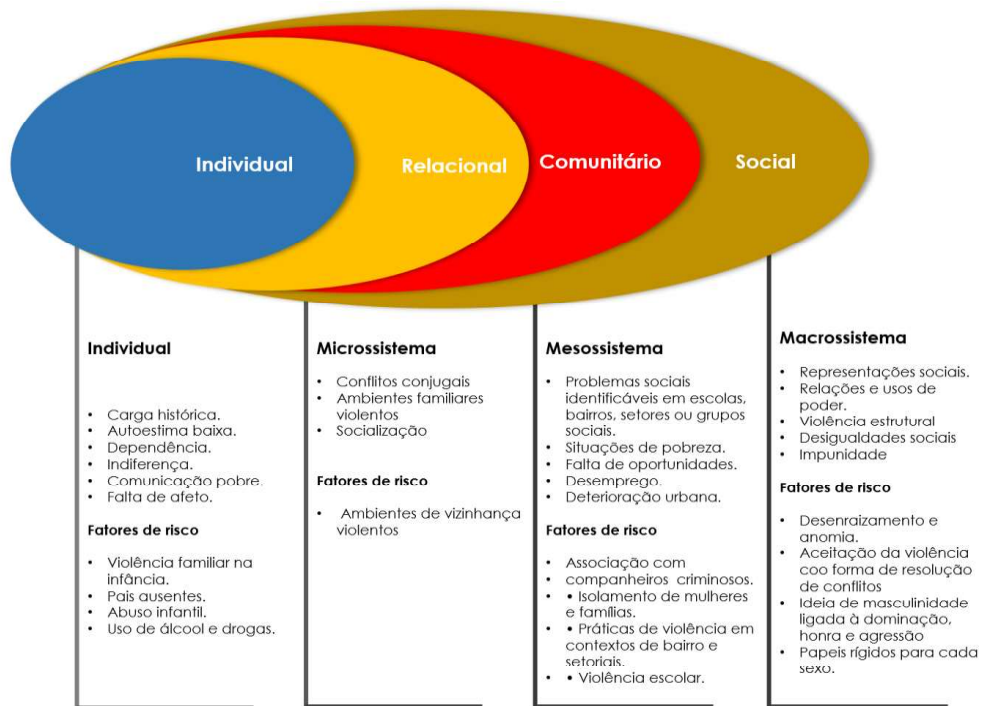 Individual
Relacional
Comunitário
Social
Individual
• Carga histórica.
• Autoestima baixa.
• Dependência.
• Indiferença.
• Comunicação pobre.
• Falta de afeto.
Fatores de risco
• Violência familiar na
infância.
• Pais ausentes.
• Abuso infantil.
• Uso de álcool e drogas.
Microssistema
• Conflitos conjugais
• Ambientes familiares
violentos
• Socialização
Fatores de risco
• Ambientes de vizinhança
violentos
Mesossistema
• Problemas sociais
identificáveis em escolas,
bairros, setores ou grupos
sociais.
• Situações de pobreza.
• Falta de oportunidades.
• Desemprego.
• Deterioração urbana.
Fatores de risco
• Associação com
• companheiros criminosos.
• • Isolamento de mulheres
e famílias.
• • Práticas de violência em
contextos de bairro e
setoriais.
• • Violência escolar.
Macrossistema
• Representações sociais.
• Relações e usos de
poder.
• Violência estrutural
• Desigualdades sociais
• Impunidade
Fatores de risco
• Desenraizamento e
anomia.
• Aceitação da violência
coo forma de resolução
de conflitos
• Ideia de masculinidade
ligada à dominação,
honra e agressão
• Papeis rígidos para cada
sexo.